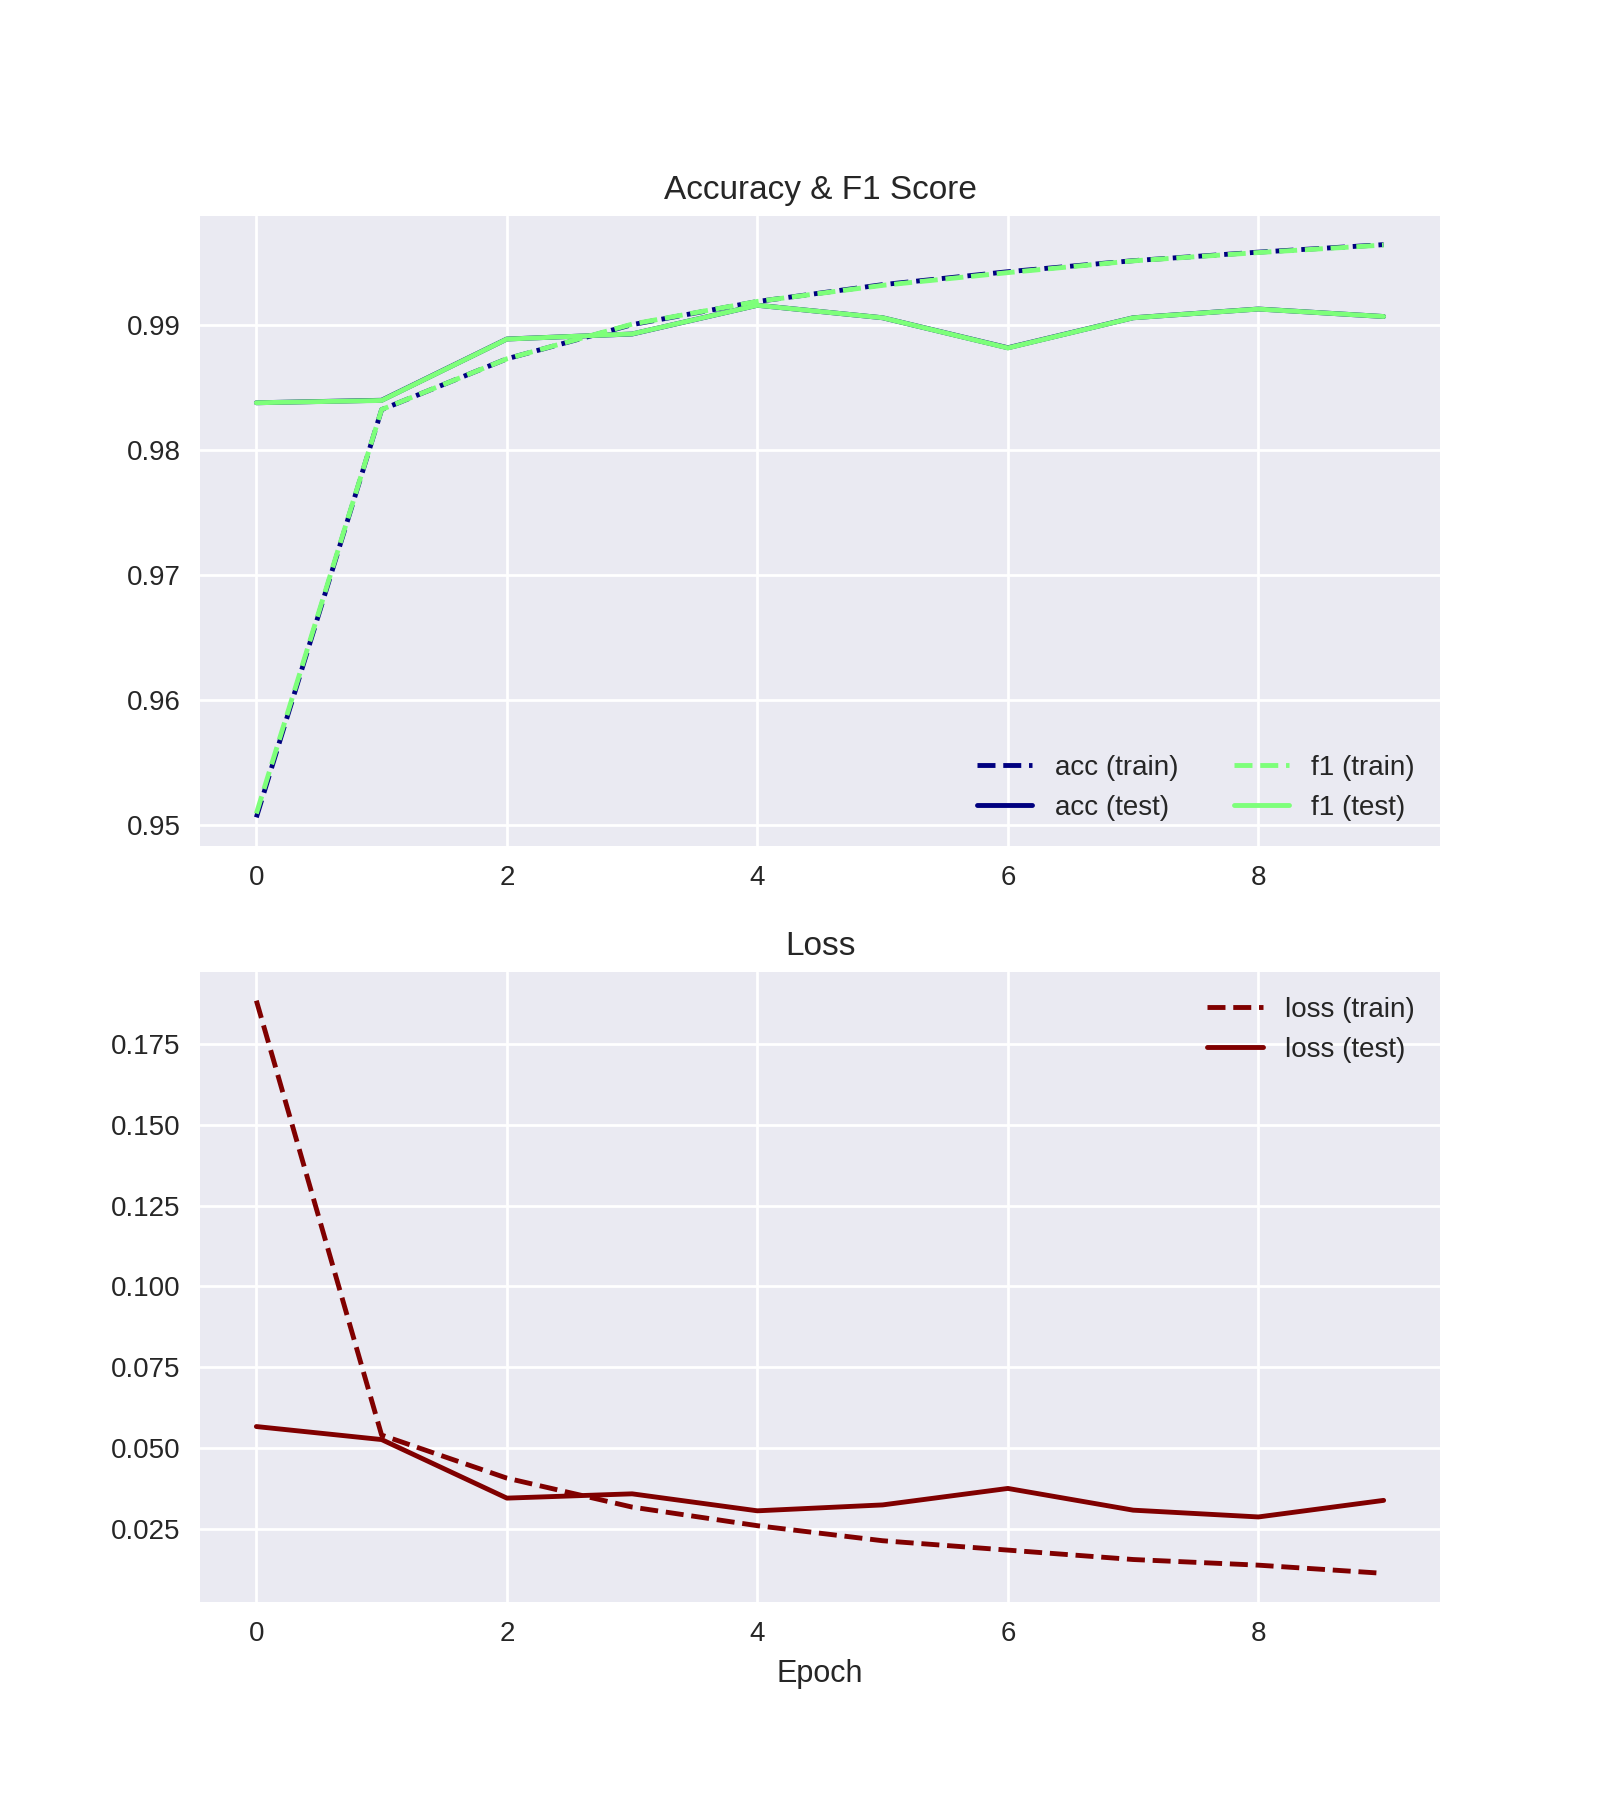 Accuracy & F1 Score
0.99
0.98
0.97
0.96
0.95
acc (train) f1 (train)
acc (test) f1 (test)
0 2 4 6 8
Loss
loss (train)
loss (test)
0.175
0.150
0.125
0.100
0.075
0.050
0.025
0 2 4 6 8
Epoch